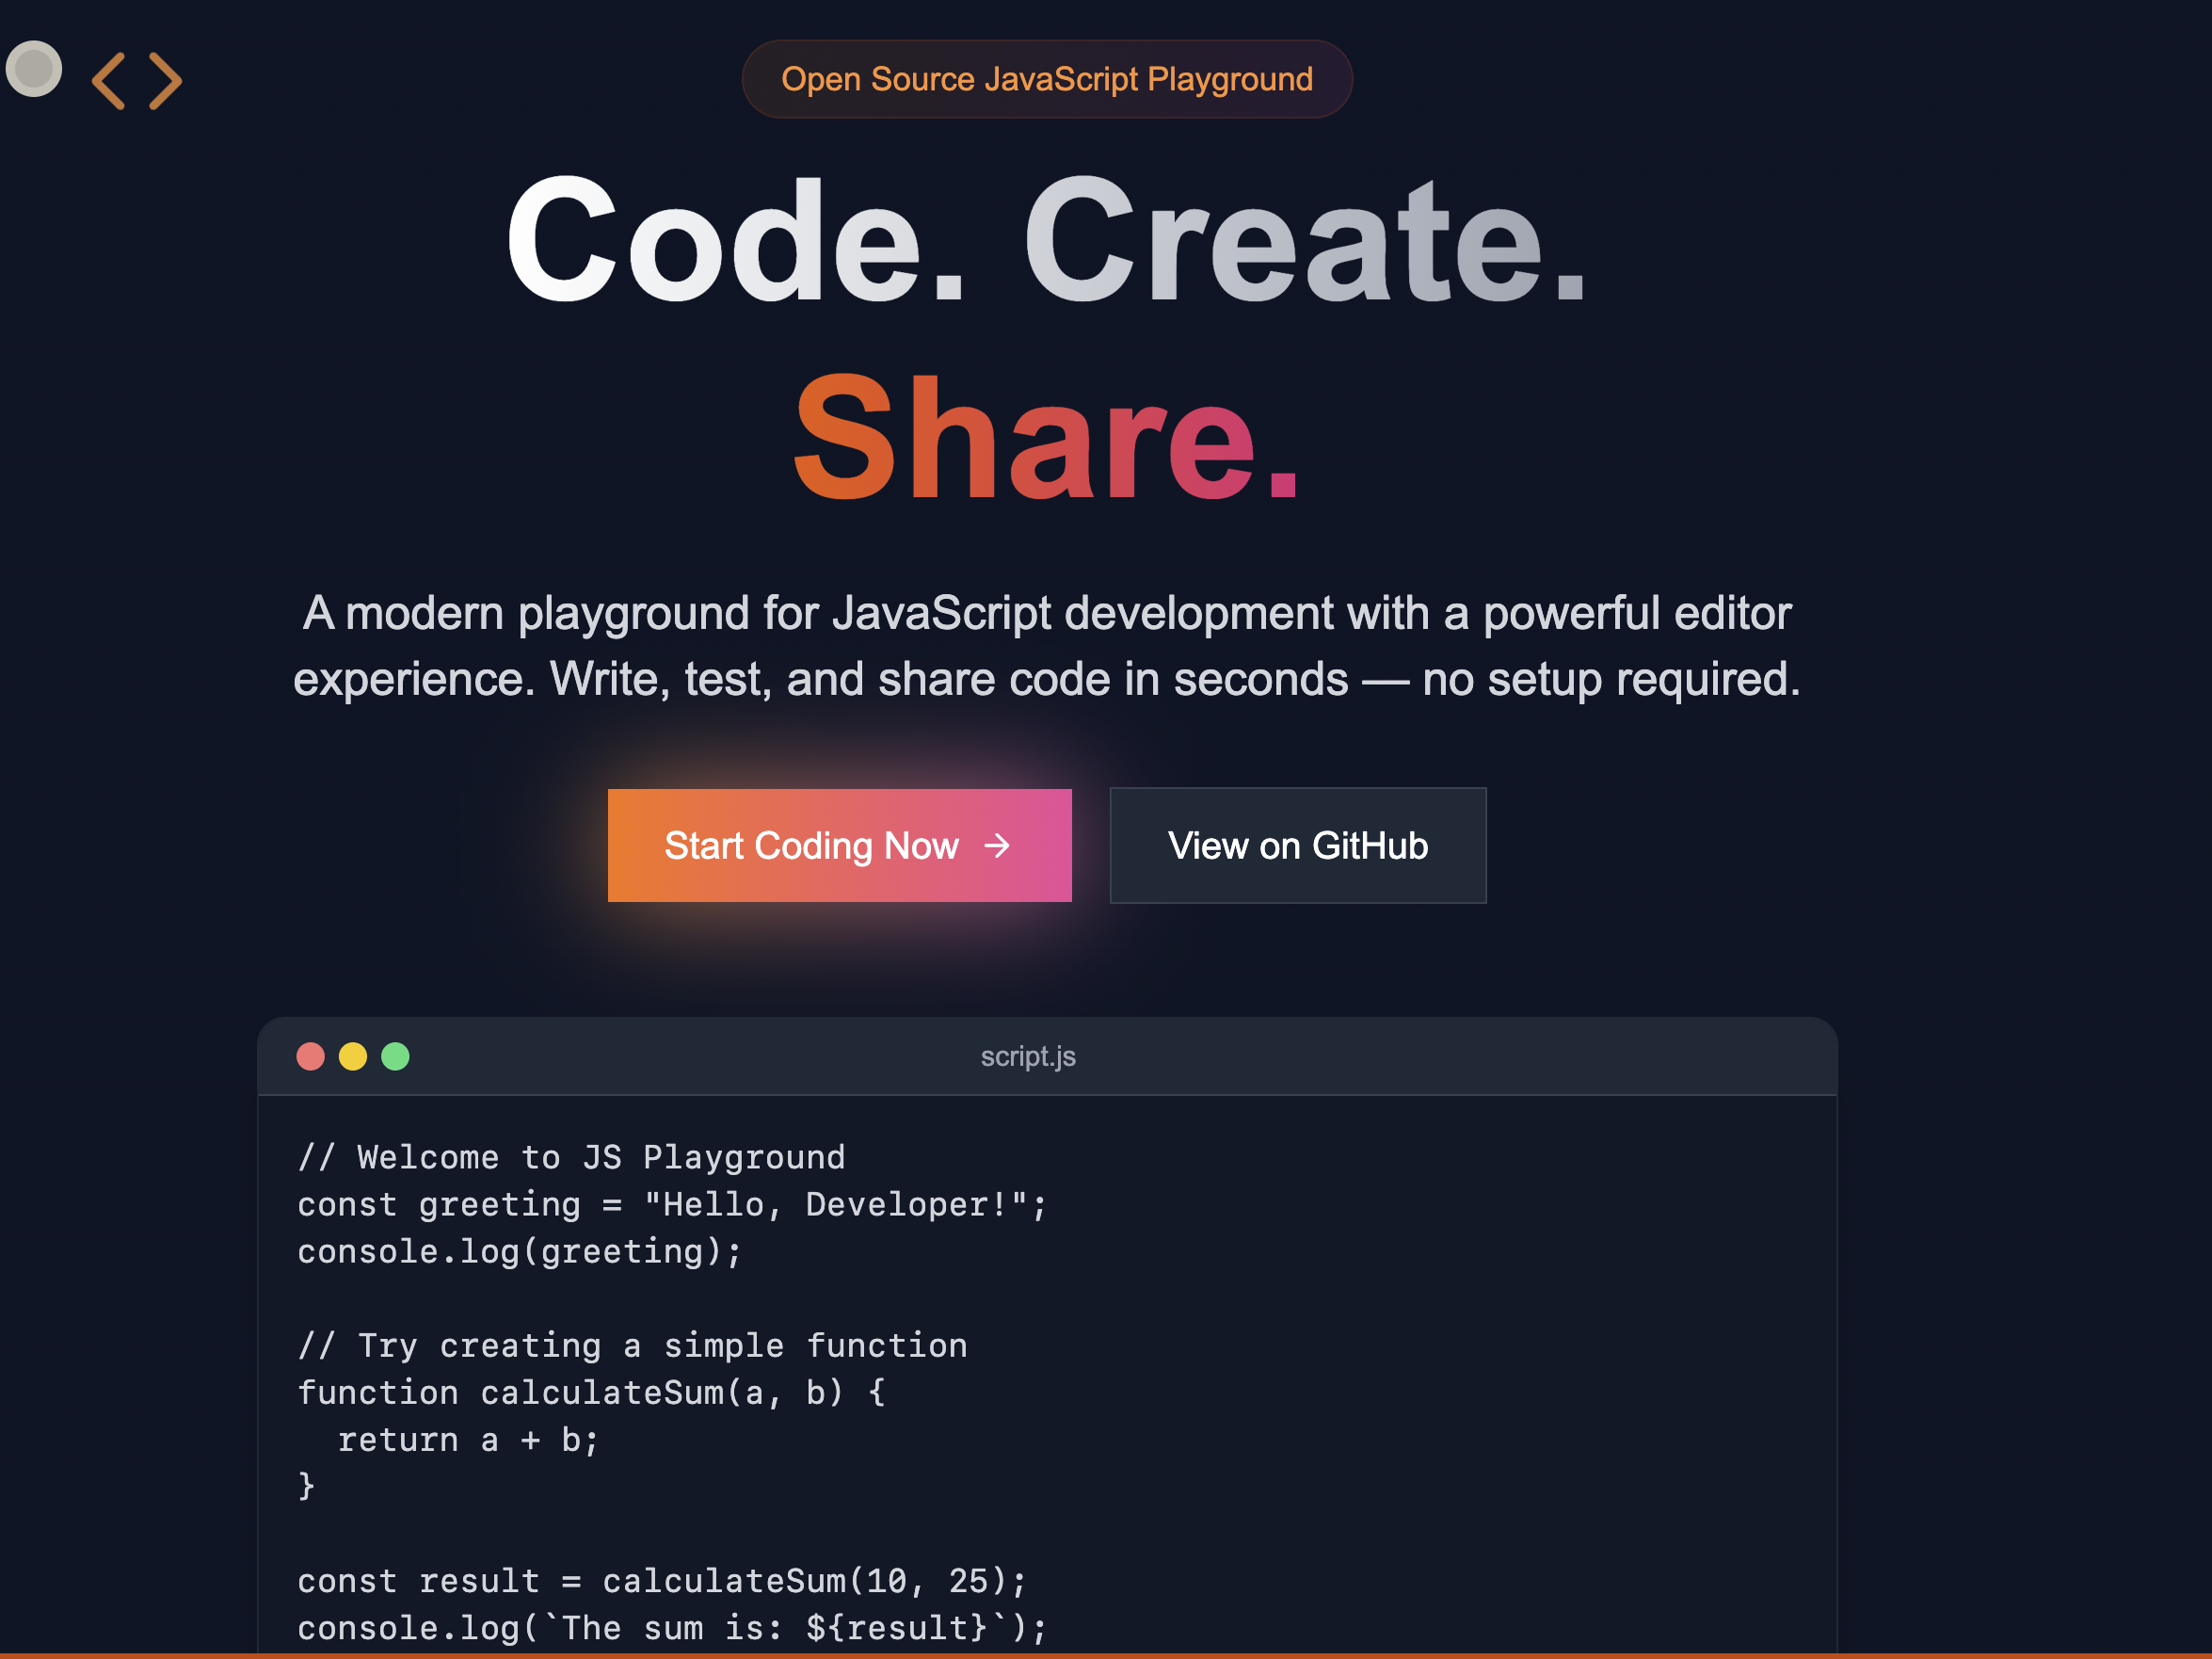 Open Source JavaScript Playground
Code. Create.
Share.
A modern playground for JavaScript development with a powerful editor
experience. Write, test, and share code in seconds — no setup required.
Start Coding Now →
View on GitHub
script.js
// Welcome to JS Playground
const greeting = "Hello, Developer!";
console.log(greeting);
// Try creating a simple function
function calculateSum(a, b) {
  return a + b;
}
const result = calculateSum(10, 25);
console.log(`The sum is: ${result}`);